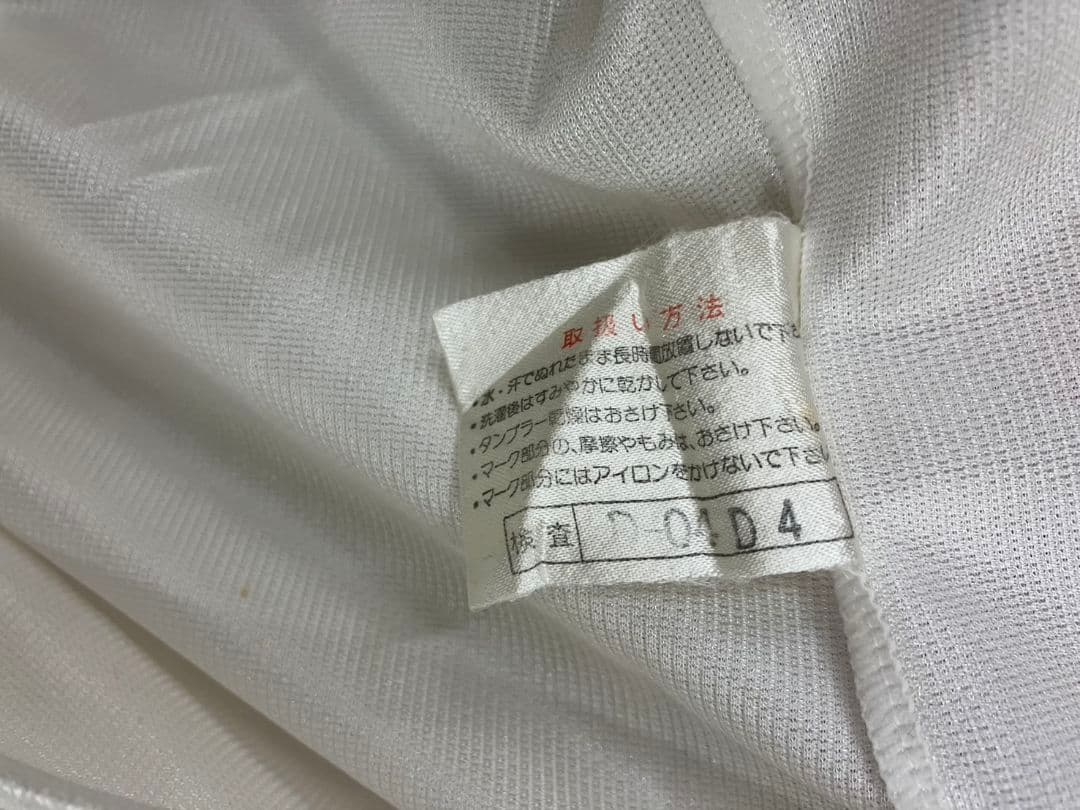 取扱い方法
・水・汗でぬれたまま長時間放置しないで下さ
・洗濯後はすみやかに乾かして下さい。
・タンブラー乾燥はおさけ下さい。
・マーク部分の、摩擦やもみは、おさけ下さい。
・マーク部分にはアイロンをかけないで下さい
検査 D-04D4